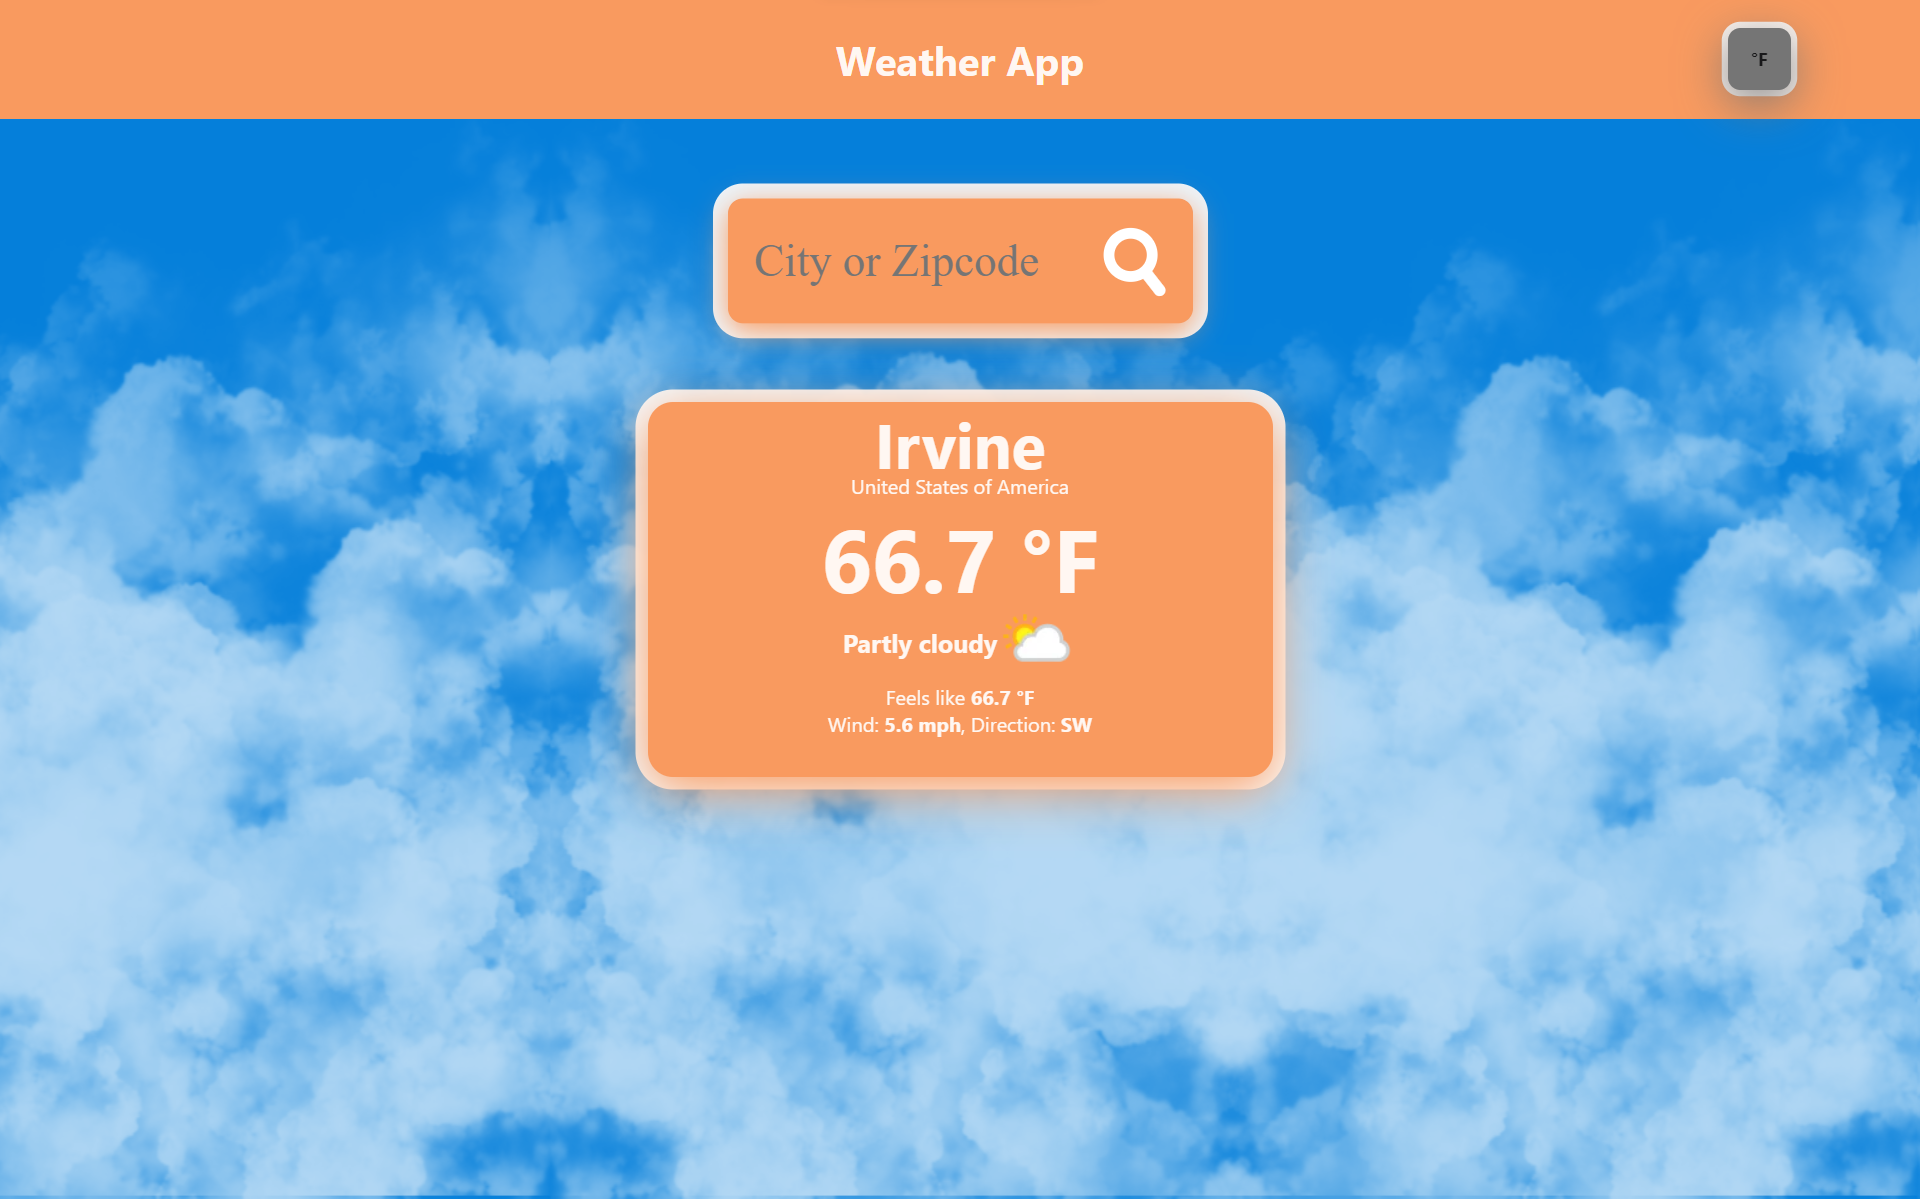 Weather App
°F
City or Zipcode
Irvine
United States of America
66.7 °F
Partly cloudy
Feels like 66.7 °F
Wind: 5.6 mph, Direction: SW